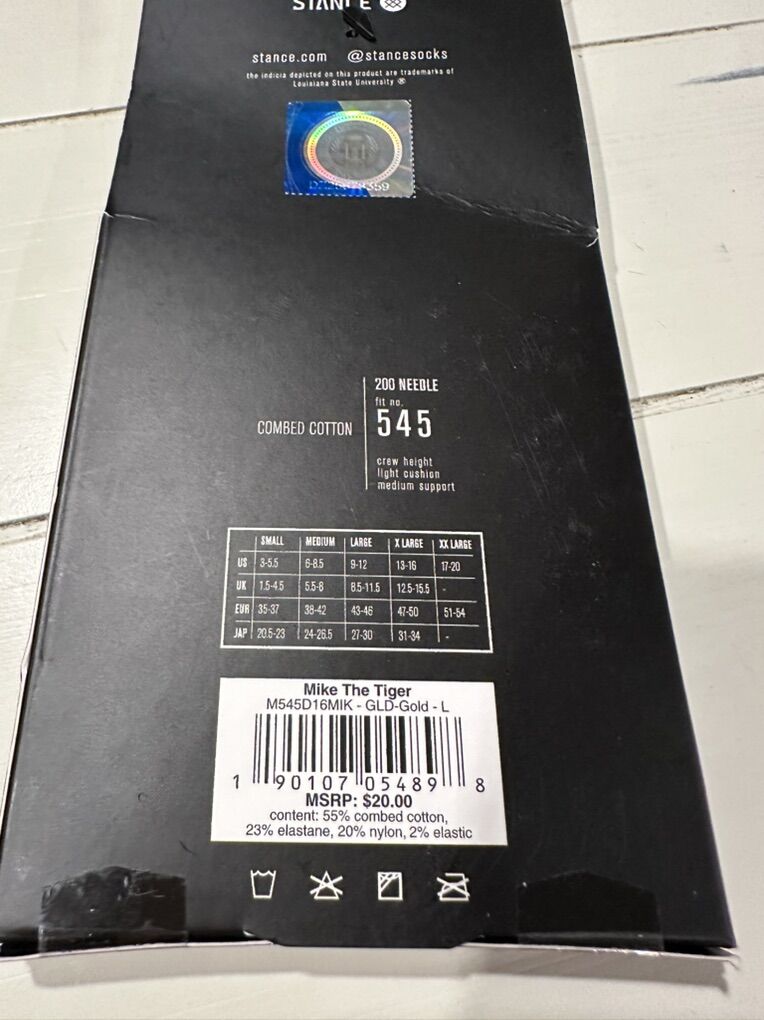 STANCE
stance.com @stancesocks
the indicia depicted on this product are trademarks of
Louisiana State University ®
COMBED COTTON
200 NEEDLE
fit no.
545
crew height
light cushion
medium support
SMALL MEDIUM LARGE X LARGE XX LARGE
US 3-5.5 6-8.5 9-12 13-16 17-20
UK 1.5-4.5 5.5-8 8.5-11.5 12.5-15.5 -
EUR 35-37 38-42 43-46 47-50 51-54
JAP 20.5-23 24-26.5 27-30 31-34 -
Mike The Tiger
M545D16MIK - GLD-Gold - L
1 90107 05489 8
MSRP: $20.00
content: 55% combed cotton,
23% elastane, 20% nylon, 2% elastic